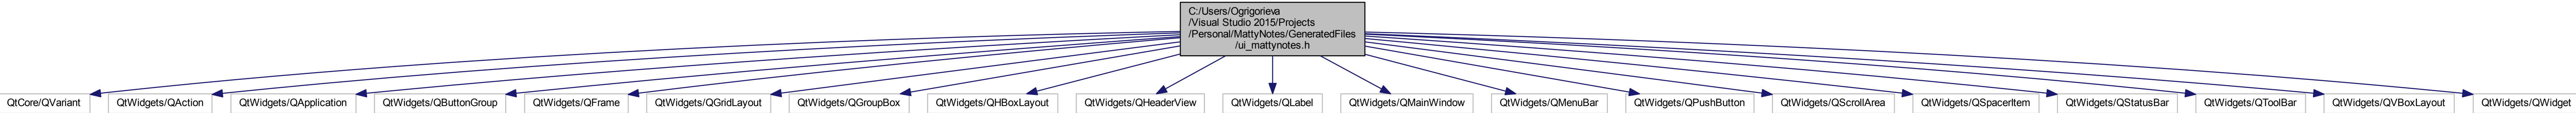 C:/Users/Ogrigorieva
/Visual Studio 2015/Projects
/Personal/MattyNotes/GeneratedFiles
/ui_mattynotes.h
QtCore/QVariant
QtWidgets/QAction
QtWidgets/QApplication
QtWidgets/QButtonGroup
QtWidgets/QFrame
QtWidgets/QGridLayout
QtWidgets/QGroupBox
QtWidgets/QHBoxLayout
QtWidgets/QHeaderView
QtWidgets/QLabel
QtWidgets/QMainWindow
QtWidgets/QMenuBar
QtWidgets/QPushButton
QtWidgets/QScrollArea
QtWidgets/QSpacerItem
QtWidgets/QStatusBar
QtWidgets/QToolBar
QtWidgets/QVBoxLayout
QtWidgets/QWidget